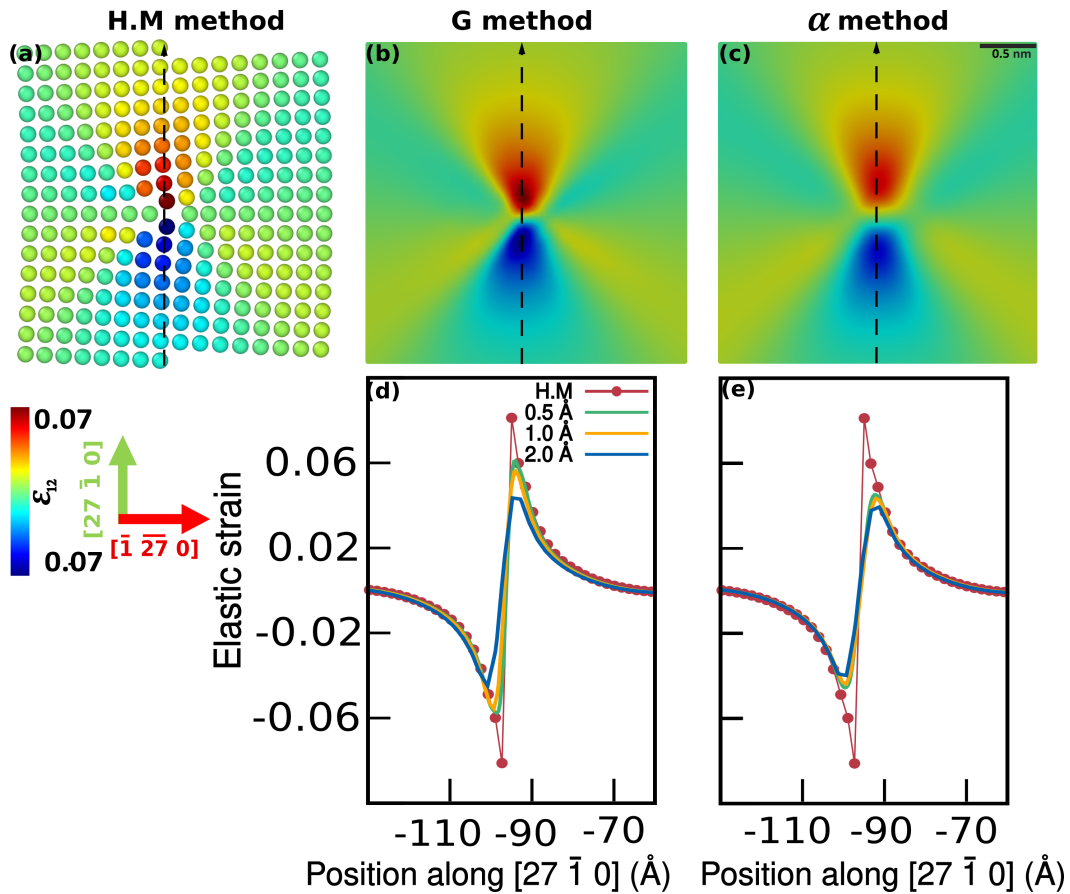 H.M method
G method
α method
(a)
(b)
(c)
0.5 nm
0.07
ε₁₂
0.07
[27 1̄ 0]
[1̄ 2̄7̄ 0]
(d)
H.M
0.5 Å
1.0 Å
2.0 Å
(e)
Elastic strain
0.06
0.02
-0.02
-0.06
-110
-90
-70
-110
-90
-70
Position along [27 1̄ 0] (Å)
Position along [27 1̄ 0] (Å)